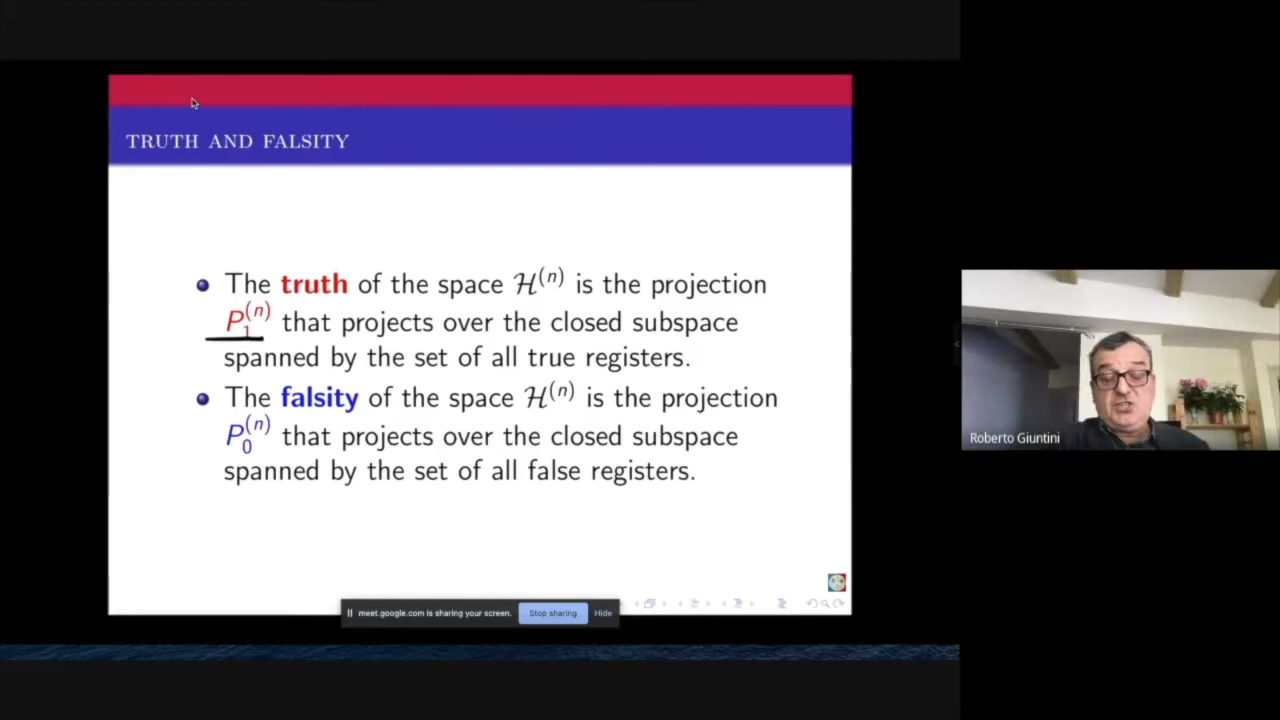 TRUTH AND FALSITY
The truth of the space ℋ⁽ⁿ⁾ is the projection
P₁⁽ⁿ⁾ that projects over the closed subspace
spanned by the set of all true registers.
The falsity of the space ℋ⁽ⁿ⁾ is the projection
P₀⁽ⁿ⁾ that projects over the closed subspace
spanned by the set of all false registers.
meet.google.com is sharing your screen. Stop sharing Hide
Roberto Giuntini